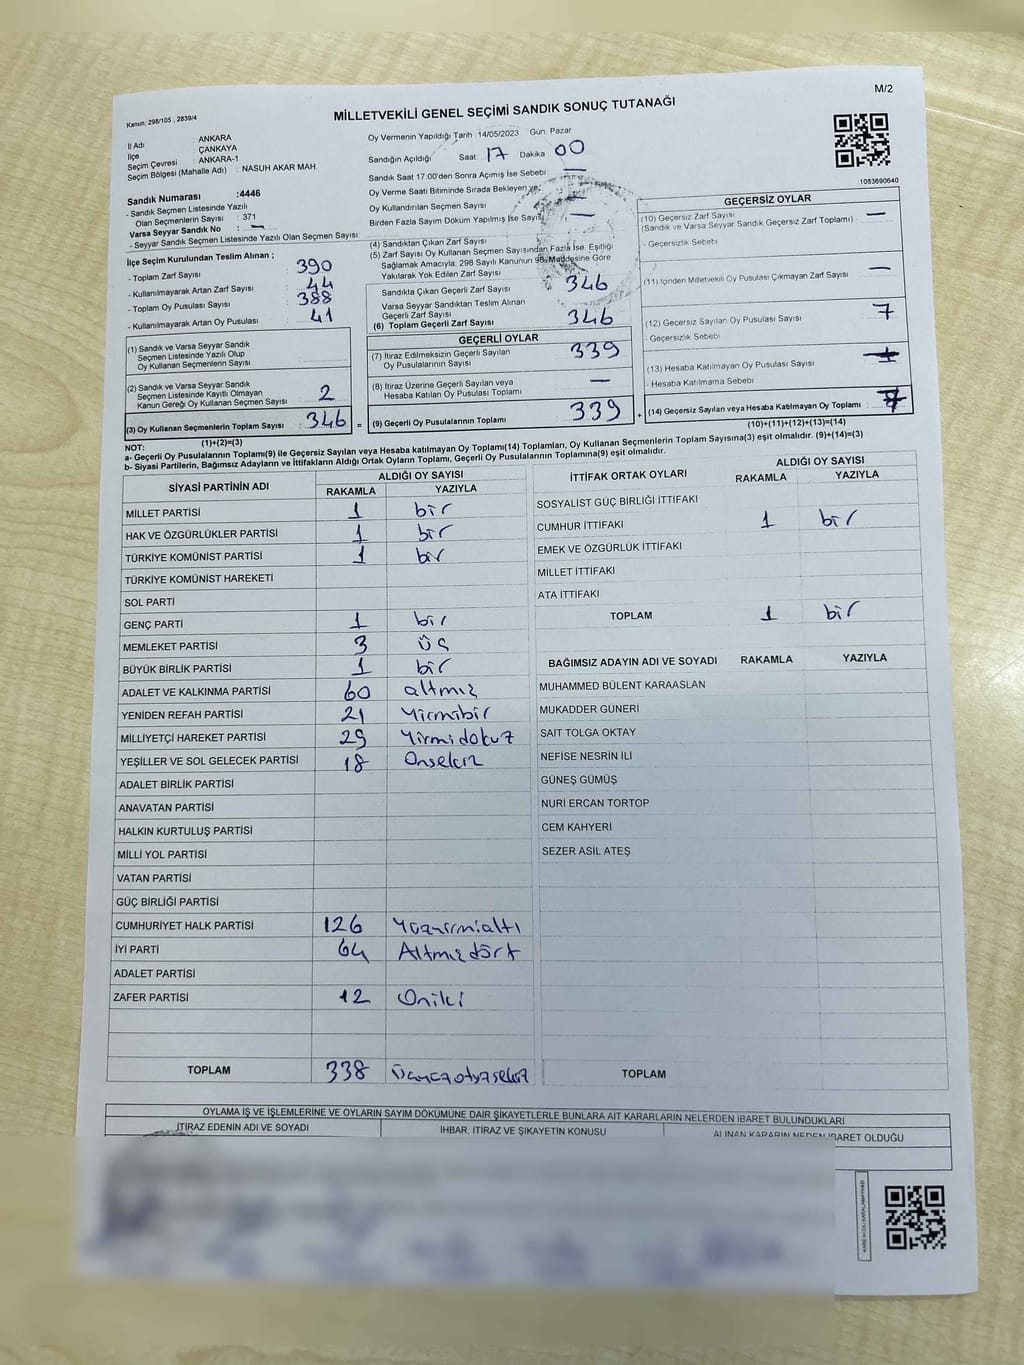 M/2
Kanun, 298/105 , 2839/4
MİLLETVEKİLİ GENEL SEÇİMİ SANDIK SONUÇ TUTANAĞI
İl Adı : ANKARA
İlçe : ÇANKAYA
Seçim Çevresi : ANKARA-1
Seçim Bölgesi (Mahalle Adı) : NASUH AKAR MAH.
Sandık Numarası :4446
- Sandık Seçmen Listesinde Yazılı
Olan Seçmenlerin Sayısı : 371
Varsa Seyyar Sandık No : —
- Seyyar Sandık Seçmen Listesinde Yazılı Olan Seçmen Sayısı
İlçe Seçim Kurulundan Teslim Alınan ;
- Toplam Zarf Sayısı 390
- Kullanılmayarak Artan Zarf Sayısı 44
- Toplam Oy Pusulası Sayısı 388
- Kullanılmayarak Artan Oy Pusulası 41
(1) Sandık ve Varsa Seyyar Sandık
Seçmen Listesinde Yazılı Olup
Oy Kullanan Seçmenlerin Sayısı
(2) Sandık ve Varsa Seyyar Sandık
Seçmen Listesinde Kayıtlı Olmayan
Kanun Gereği Oy Kullanan Seçmen Sayısı 2
(3) Oy Kullanan Seçmenlerin Toplam Sayısı 346 =
(1)+(2)=(3)
Oy Vermenin Yapıldığı Tarih : 14/05/2023 Gün: Pazar
Sandığın Açıldığı Saat 17 Dakika 00
Sandık Saat 17.00'den Sonra Açımış İse Sebebi —
Oy Verme Saati Bitiminde Sırada Bekleyen ve
Oy Kullandırılan Seçmen Sayısı
Birden Fazla Sayım Döküm Yapılmış İse Sayısı —
(4) Sandıktan Çıkan Zarf Sayısı
(5) Zarf Sayısı Oy Kullanan Seçmen Sayısından Fazla İse, Eşitliği
Sağlamak Amacıyla, 298 Sayılı Kanunun 98. Maddesine Göre
Yakılarak Yok Edilen Zarf Sayısı
Sandıkta Çıkan Geçerli Zarf Sayısı 346
Varsa Seyyar Sandıktan Teslim Alınan
Geçerli Zarf Sayısı
(6) Toplam Geçerli Zarf Sayısı 346
GEÇERLİ OYLAR
(7) İtiraz Edilmeksizin Geçerli Sayılan
Oy Pusulalarının Sayısı 339
(8) İtiraz Üzerine Geçerli Sayılan veya
Hesaba Katılan Oy Pusulası Toplamı —
(9) Geçerli Oy Pusulalarının Toplamı 339 +
1083690640
GEÇERSİZ OYLAR
(10) Geçersiz Zarf Sayısı —
(Sandık ve Varsa Seyyar Sandık Geçersiz Zarf Toplamı)
- Geçersizlik Sebebi
(11) İçinden Milletvekili Oy Pusulası Çıkmayan Zarf Sayısı —
(12) Geçersiz Sayılan Oy Pusulası Sayısı 7
- Geçersizlik Sebebi
(13) Hesaba Katılmayan Oy Pusulası Sayısı
- Hesaba Katılmama Sebebi
(14) Geçersiz Sayılan veya Hesaba Katılmayan Oy Toplamı 7
(10)+(11)+(12)+(13)=(14)
NOT:
a- Geçerli Oy Pusulalarının Toplamı(9) ile Geçersiz Sayılan veya Hesaba Katılmayan Oy Toplamı(14) Toplamları, Oy Kullanan Seçmenlerin Toplam Sayısına(3) eşit olmalıdır. (9)+(14)=(3)
b- Siyasi Partilerin, Bağımsız Adayların ve İttifakların Aldığı Ortak Oyların Toplamı, Geçerli Oy Pusulalarının Toplamına(9) eşit olmalıdır.
SİYASİ PARTİNİN ADI ALDIĞI OY SAYISI
RAKAMLA YAZIYLA
MİLLET PARTİSİ 1 bir
HAK VE ÖZGÜRLÜKLER PARTİSİ 1 bir
TÜRKİYE KOMÜNİST PARTİSİ 1 bir
TÜRKİYE KOMÜNİST HAREKETİ
SOL PARTİ
GENÇ PARTİ 1 bir
MEMLEKET PARTİSİ 3 üç
BÜYÜK BİRLİK PARTİSİ 1 bir
ADALET VE KALKINMA PARTİSİ 60 altmış
YENİDEN REFAH PARTİSİ 21 Yirmibir
MİLLİYETÇİ HAREKET PARTİSİ 29 Yirmidokuz
YEŞİLLER VE SOL GELECEK PARTİSİ 18 Onsekiz
ADALET BİRLİK PARTİSİ
ANAVATAN PARTİSİ
HALKIN KURTULUŞ PARTİSİ
MİLLİ YOL PARTİSİ
VATAN PARTİSİ
GÜÇ BİRLİĞİ PARTİSİ
CUMHURİYET HALK PARTİSİ 126 Yüzyirmialtı
İYİ PARTİ 64 Altmışdört
ADALET PARTİSİ
ZAFER PARTİSİ 12 Oniki
TOPLAM 338 Üçyüzotuzsekiz
İTTİFAK ORTAK OYLARI ALDIĞI OY SAYISI
RAKAMLA YAZIYLA
SOSYALİST GÜÇ BİRLİĞİ İTTİFAKI
CUMHUR İTTİFAKI 1 bir
EMEK VE ÖZGÜRLÜK İTTİFAKI
MİLLET İTTİFAKI
ATA İTTİFAKI
TOPLAM 1 bir
BAĞIMSIZ ADAYIN ADI VE SOYADI RAKAMLA YAZIYLA
MUHAMMED BÜLENT KARAASLAN
MUKADDER GÜNERİ
SAİT TOLGA OKTAY
NEFİSE NESRİN İLİ
GÜNEŞ GÜMÜŞ
NURİ ERCAN TORTOP
CEM KAHYERİ
SEZER ASIL ATEŞ
TOPLAM
OYLAMA İŞ VE İŞLEMLERİNE VE OYLARIN SAYIM DÖKÜMÜNE DAİR ŞİKAYETLERLE BUNLARA AİT KARARLARIN NELERDEN İBARET BULUNDUKLARI
İTİRAZ EDENİN ADI VE SOYADI İHBAR, İTİRAZ VE ŞİKAYETİN KONUSU ALINAN KARARIN NEDEN İBARET OLDUĞU